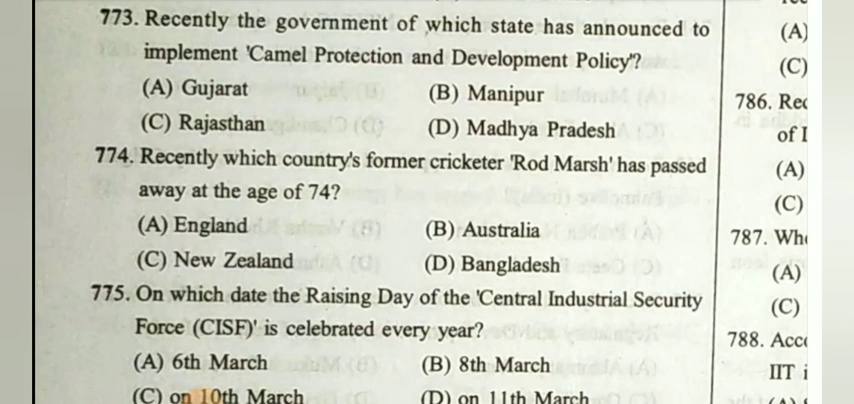 773. Recently the government of which state has announced to
implement 'Camel Protection and Development Policy'?
(A) Gujarat (B) Manipur
(C) Rajasthan (D) Madhya Pradesh
774. Recently which country's former cricketer 'Rod Marsh' has passed
away at the age of 74?
(A) England (B) Australia
(C) New Zealand (D) Bangladesh
775. On which date the Raising Day of the 'Central Industrial Security
Force (CISF)' is celebrated every year?
(A) 6th March (B) 8th March
(C) on 10th March (D) on 11th March
(A)
(C)
786.
of
(A)
(C)
787.
(A)
(C)
788.
IIT